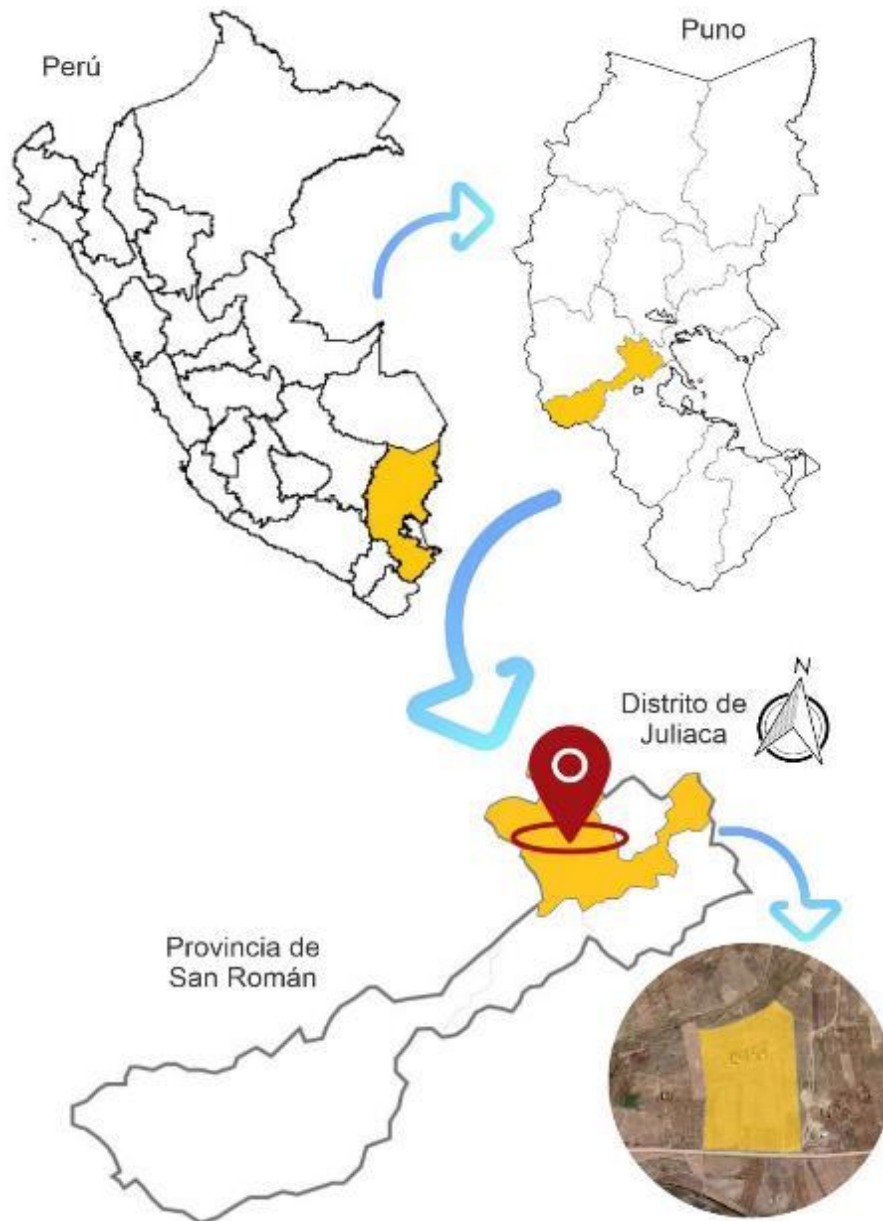 Perú
Puno
N
Distrito de
Juliaca
Provincia de
San Román